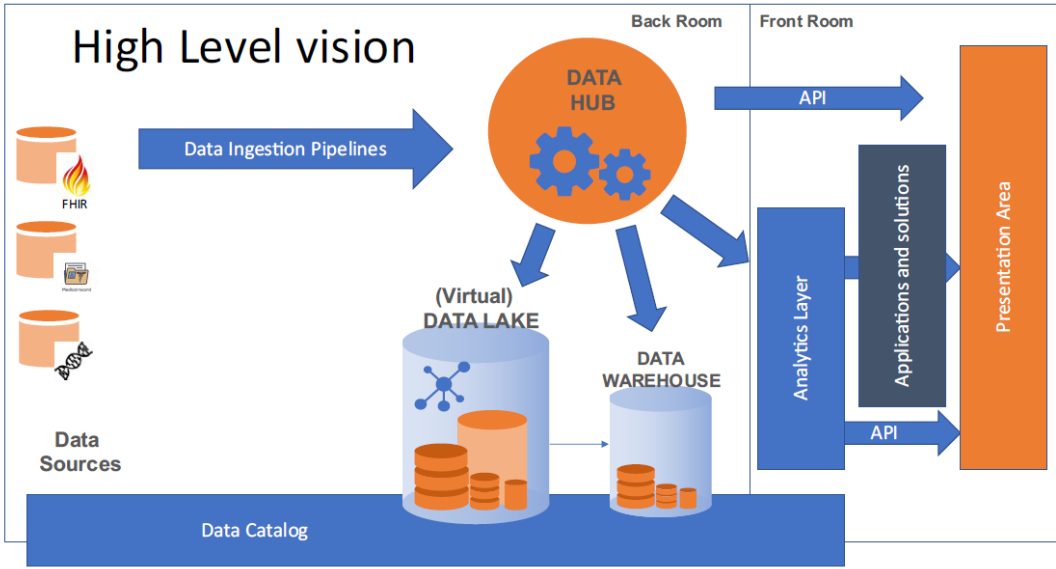 High Level vision
Back Room
Front Room
DATA
HUB
API
Data Ingestion Pipelines
FHIR
(Virtual)
DATA LAKE
DATA
WAREHOUSE
Analytics Layer
Applications and solutions
Presentation Area
API
Data
Sources
Data Catalog